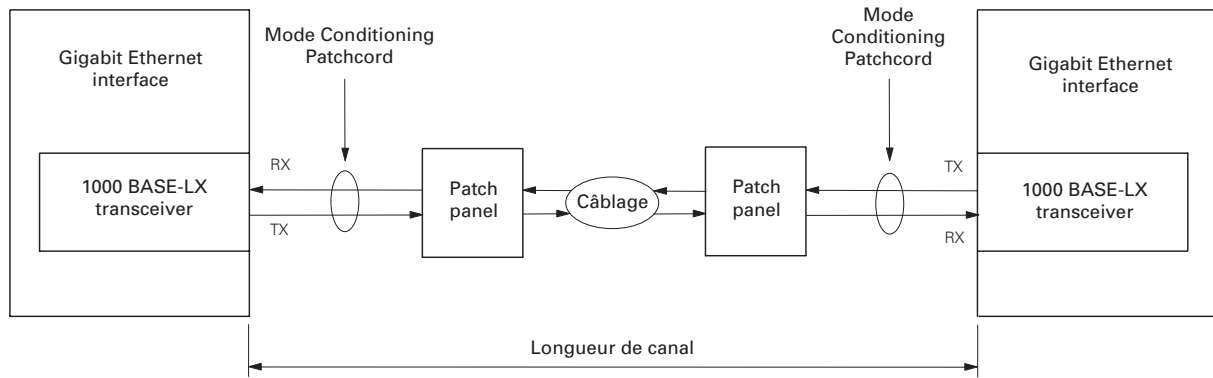 Gigabit Ethernet
interface
1000 BASE-LX
transceiver
Mode Conditioning
Patchcord
RX
TX
Patch
panel
Câblage
Patch
panel
Mode
Conditioning
Patchcord
TX
RX
Gigabit Ethernet
interface
1000 BASE-LX
transceiver
Longueur de canal